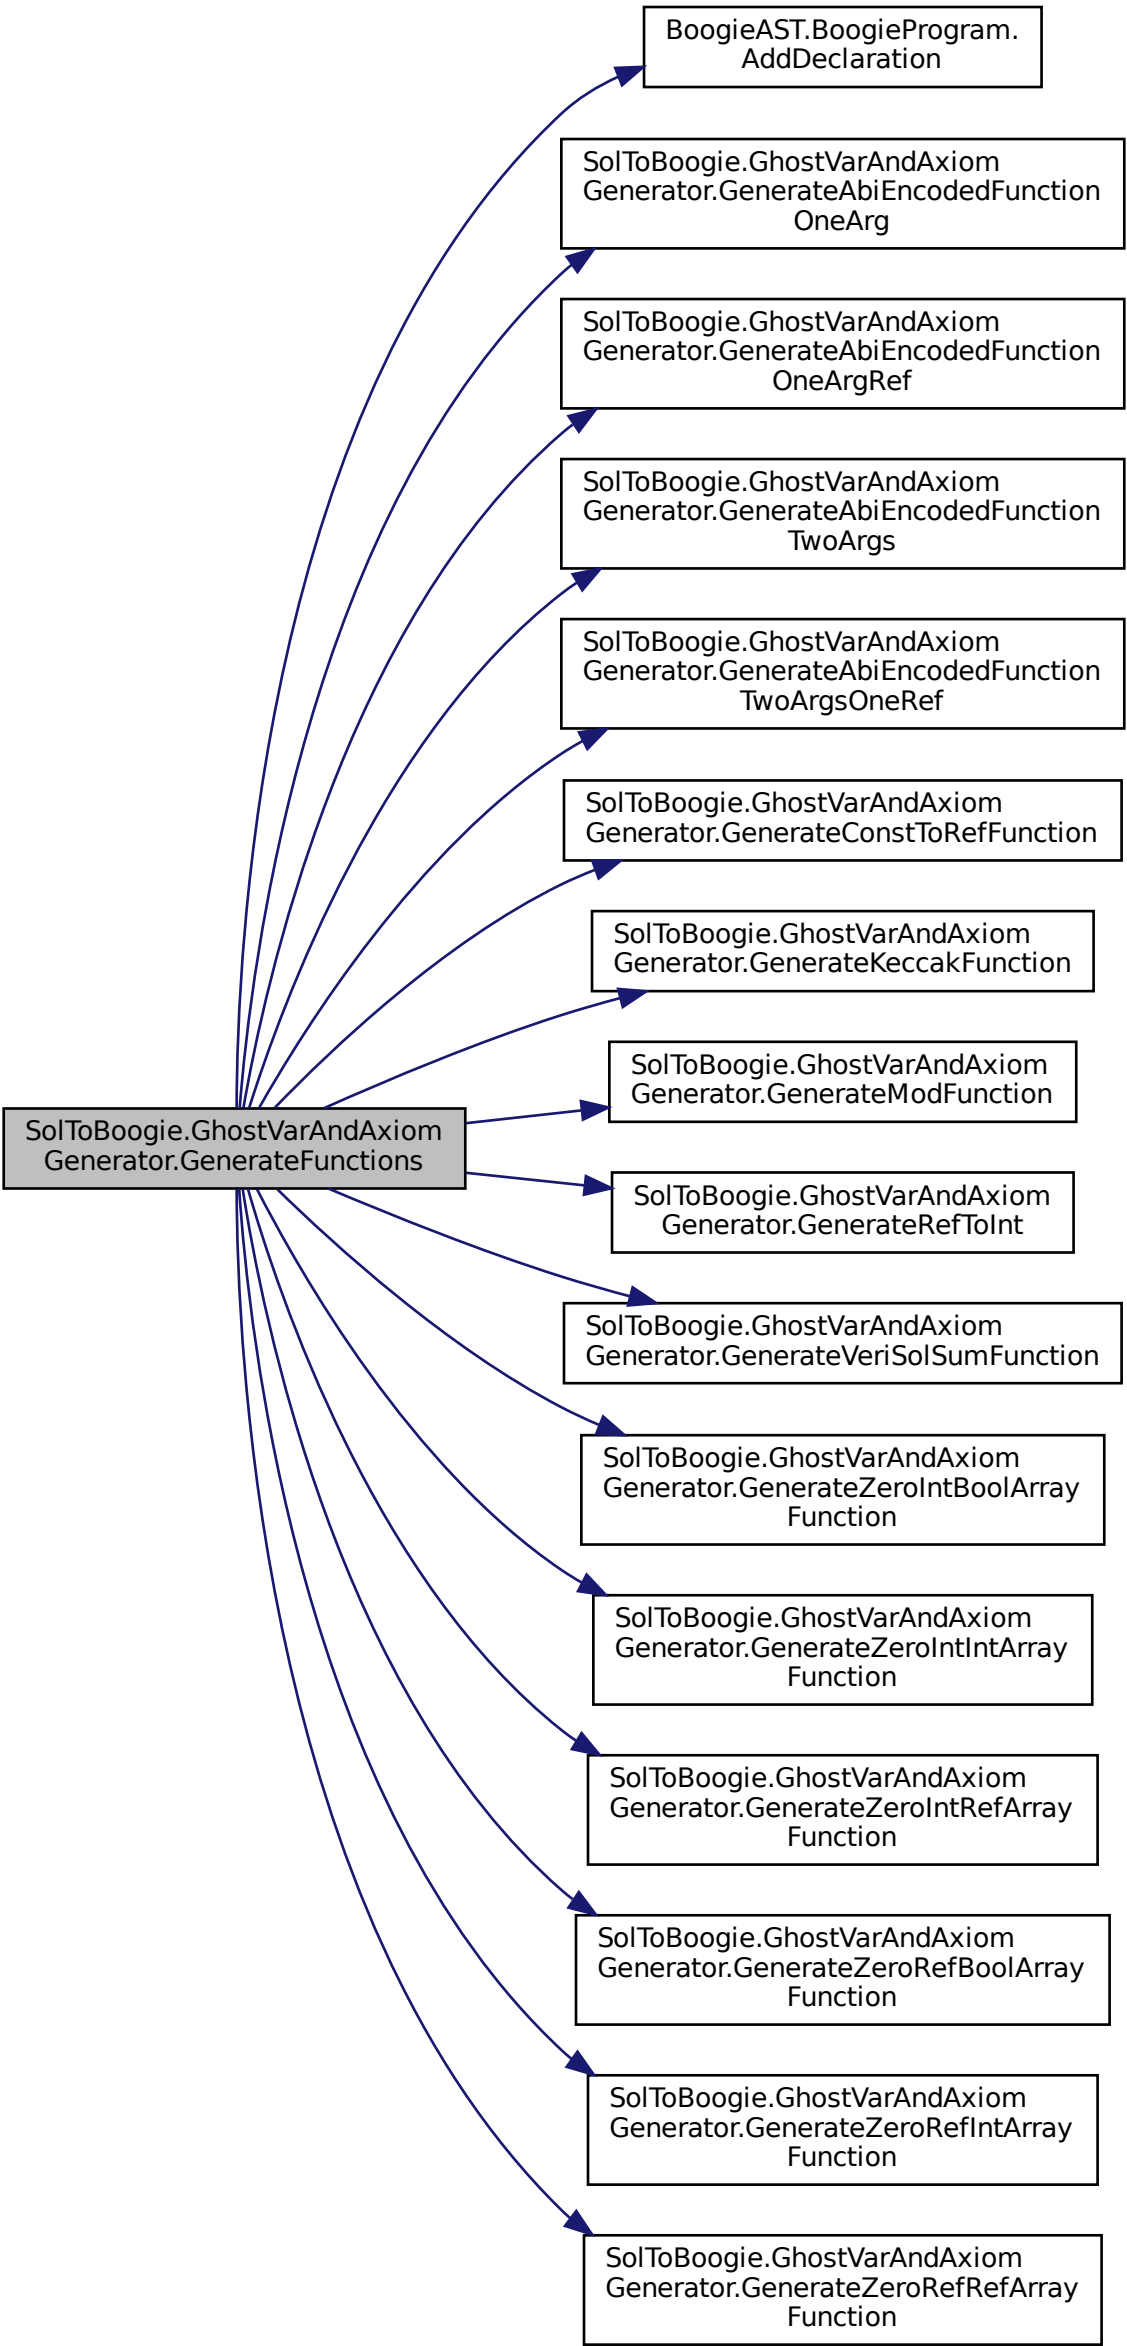 BoogieAST.BoogieProgram.
AddDeclaration
SolToBoogie.GhostVarAndAxiom
Generator.GenerateAbiEncodedFunction
OneArg
SolToBoogie.GhostVarAndAxiom
Generator.GenerateAbiEncodedFunction
OneArgRef
SolToBoogie.GhostVarAndAxiom
Generator.GenerateAbiEncodedFunction
TwoArgs
SolToBoogie.GhostVarAndAxiom
Generator.GenerateAbiEncodedFunction
TwoArgsOneRef
SolToBoogie.GhostVarAndAxiom
Generator.GenerateConstToRefFunction
SolToBoogie.GhostVarAndAxiom
Generator.GenerateKeccakFunction
SolToBoogie.GhostVarAndAxiom
Generator.GenerateModFunction
SolToBoogie.GhostVarAndAxiom
Generator.GenerateFunctions
SolToBoogie.GhostVarAndAxiom
Generator.GenerateRefToInt
SolToBoogie.GhostVarAndAxiom
Generator.GenerateVeriSolSumFunction
SolToBoogie.GhostVarAndAxiom
Generator.GenerateZeroIntBoolArray
Function
SolToBoogie.GhostVarAndAxiom
Generator.GenerateZeroIntIntArray
Function
SolToBoogie.GhostVarAndAxiom
Generator.GenerateZeroIntRefArray
Function
SolToBoogie.GhostVarAndAxiom
Generator.GenerateZeroRefBoolArray
Function
SolToBoogie.GhostVarAndAxiom
Generator.GenerateZeroRefIntArray
Function
SolToBoogie.GhostVarAndAxiom
Generator.GenerateZeroRefRefArray
Function